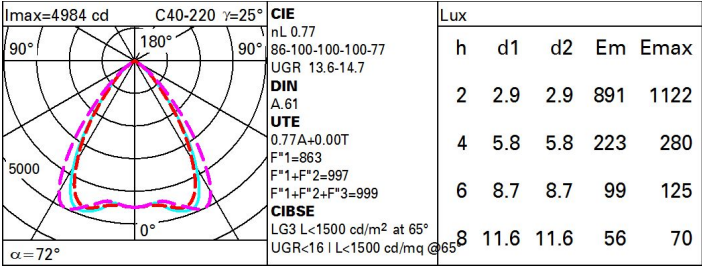 Imax=4984 cd C40-220 γ=25°
90° 180° 90°
5000
0°
α=72°
CIE
nL 0.77
86-100-100-100-77
UGR 13.6-14.7
DIN
A.61
UTE
0.77A+0.00T
F"1=863
F"1+F"2=997
F"1+F"2+F"3=999
CIBSE
LG3 L<1500 cd/m² at 65°
UGR<16 | L<1500 cd/mq @65°
Lux
h d1 d2 Em Emax
2 2.9 2.9 891 1122
4 5.8 5.8 223 280
6 8.7 8.7 99 125
8 11.6 11.6 56 70